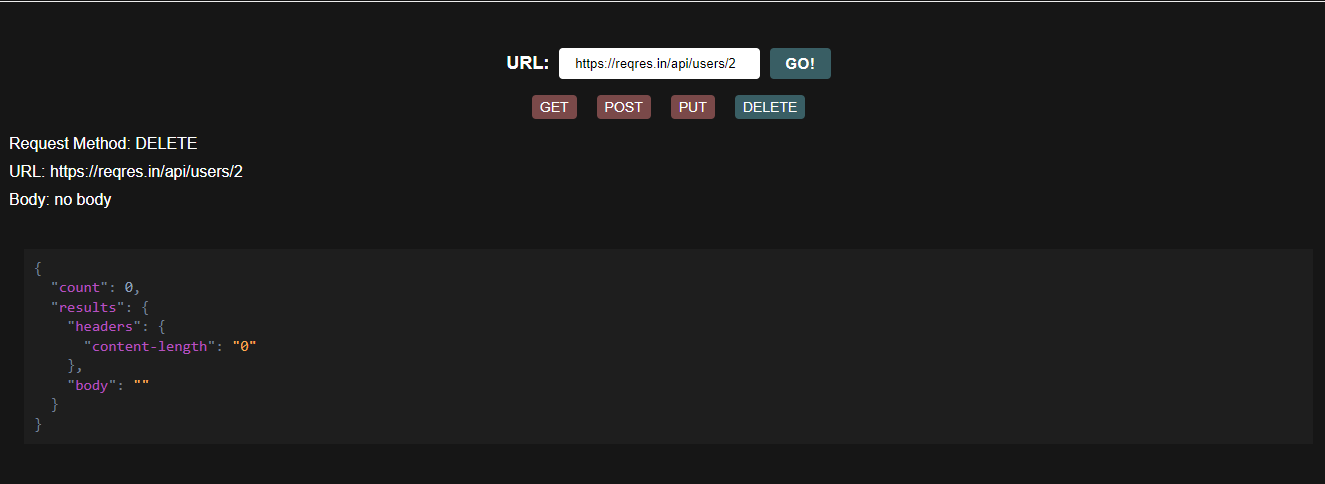 URL: https://reqres.in/api/users/2 GO!
GET POST PUT DELETE
Request Method: DELETE
URL: https://reqres.in/api/users/2
Body: no body
{
  "count": 0,
  "results": {
    "headers": {
      "content-length": "0"
    },
    "body": ""
  }
}